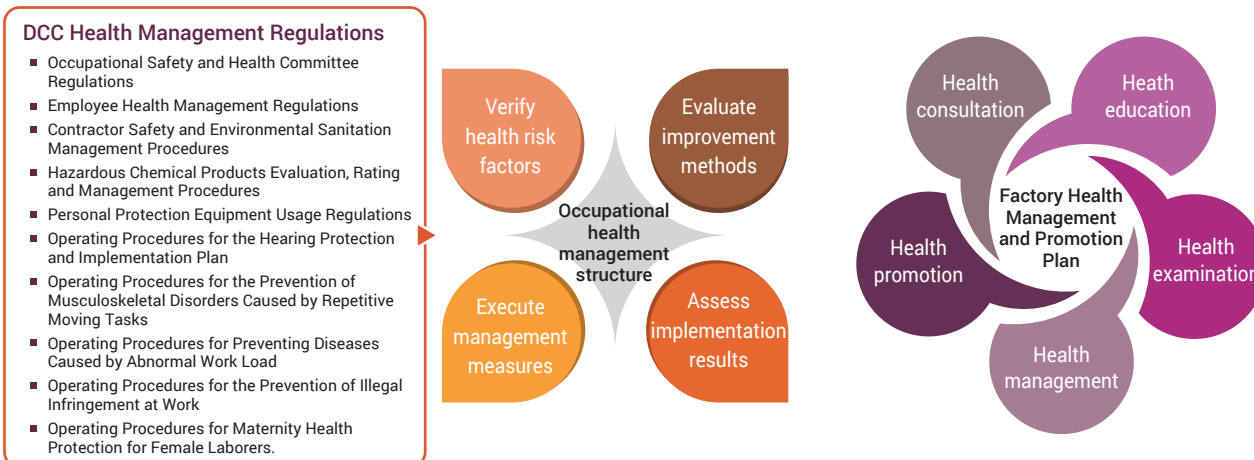 DCC Health Management Regulations
▪ Occupational Safety and Health Committee
Regulations
▪ Employee Health Management Regulations
▪ Contractor Safety and Environmental Sanitation
Management Procedures
▪ Hazardous Chemical Products Evaluation, Rating
and Management Procedures
▪ Personal Protection Equipment Usage Regulations
▪ Operating Procedures for the Hearing Protection
and Implementation Plan
▪ Operating Procedures for the Prevention of
Musculoskeletal Disorders Caused by Repetitive
Moving Tasks
▪ Operating Procedures for Preventing Diseases
Caused by Abnormal Work Load
▪ Operating Procedures for the Prevention of Illegal
Infringement at Work
▪ Operating Procedures for Maternity Health
Protection for Female Laborers.
Verify
health risk
factors
Evaluate
improvement
methods
Occupational
health
management
structure
Execute
management
measures
Assess
implementation
results
Health
consultation
Heath
education
Factory Health
Management
and Promotion
Plan
Health
promotion
Health
examination
Health
management